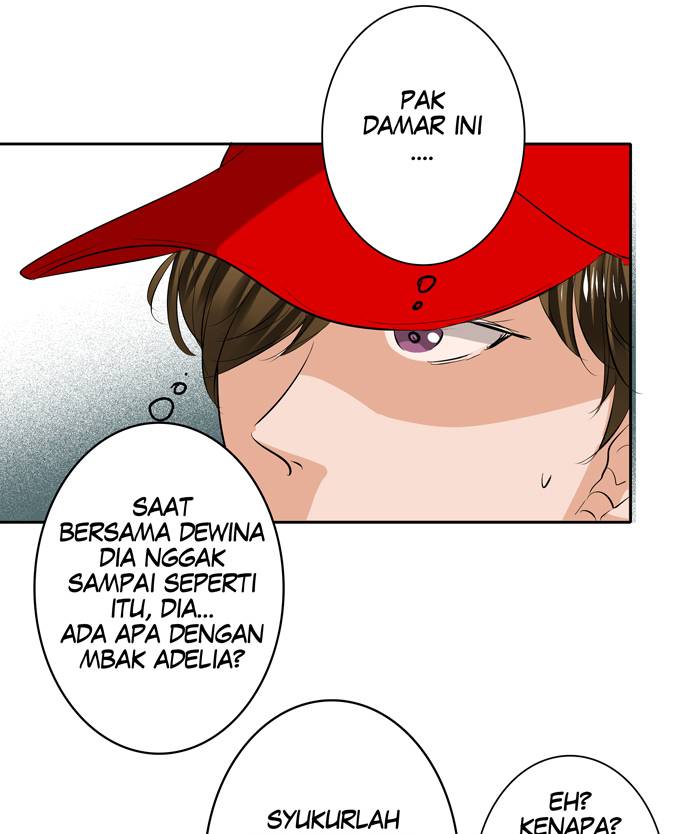 PAK
DAMAR INI
....
SAAT
BERSAMA DEWINA
DIA NGGAK
SAMPAI SEPERTI
ITU, DIA...
ADA APA DENGAN
MBAK ADELIA?
SYUKURLAH
EH?
KENAPA?